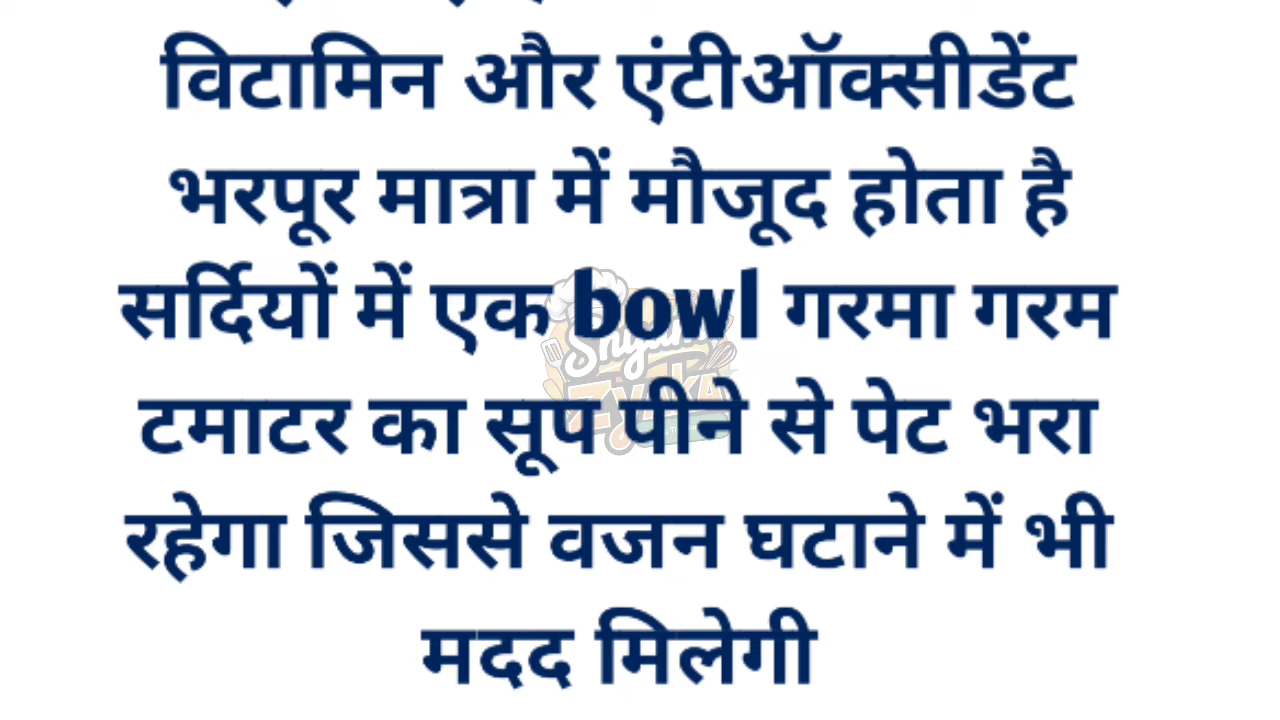 विटामिन और एंटीऑक्सीडेंट
भरपूर मात्रा में मौजूद होता है
सर्दियों में एक bowl गरमा गरम
टमाटर का सूप पीने से पेट भरा
रहेगा जिससे वजन घटाने में भी
मदद मिलेगी